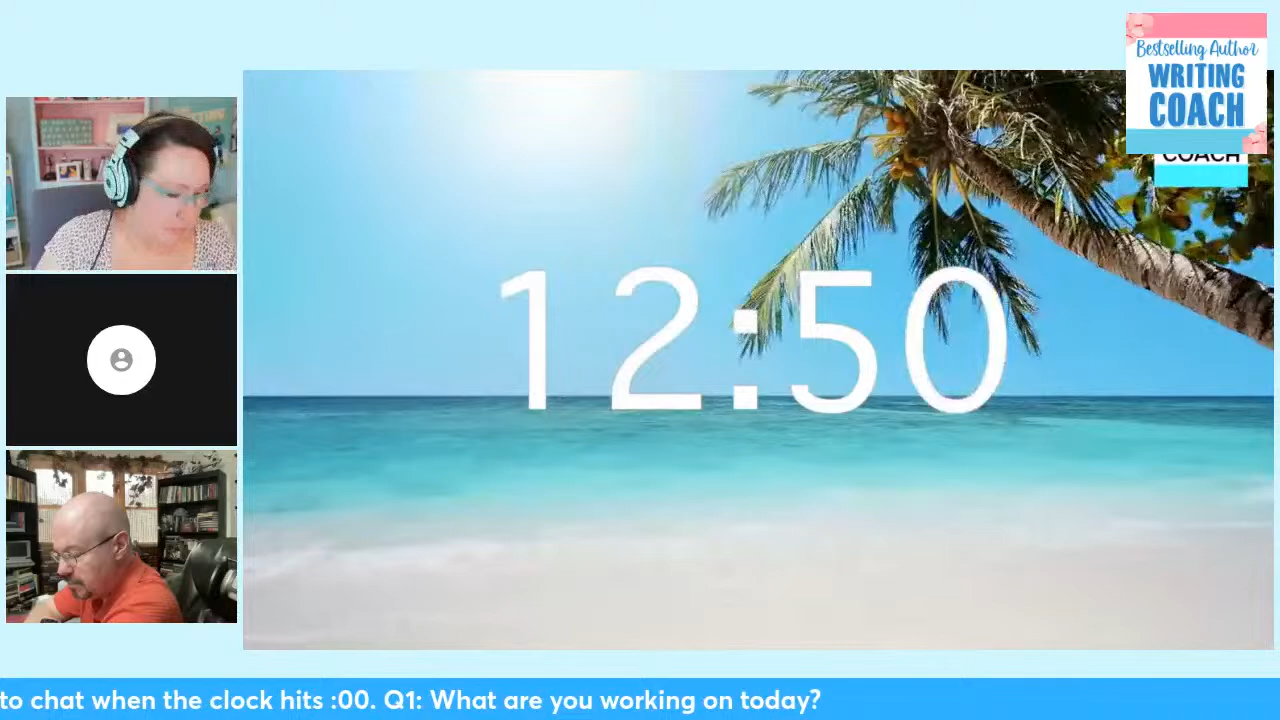 Bestselling Author
WRITING
COACH
COACH
12:50
to chat when the clock hits :00. Q1: What are you working on today?